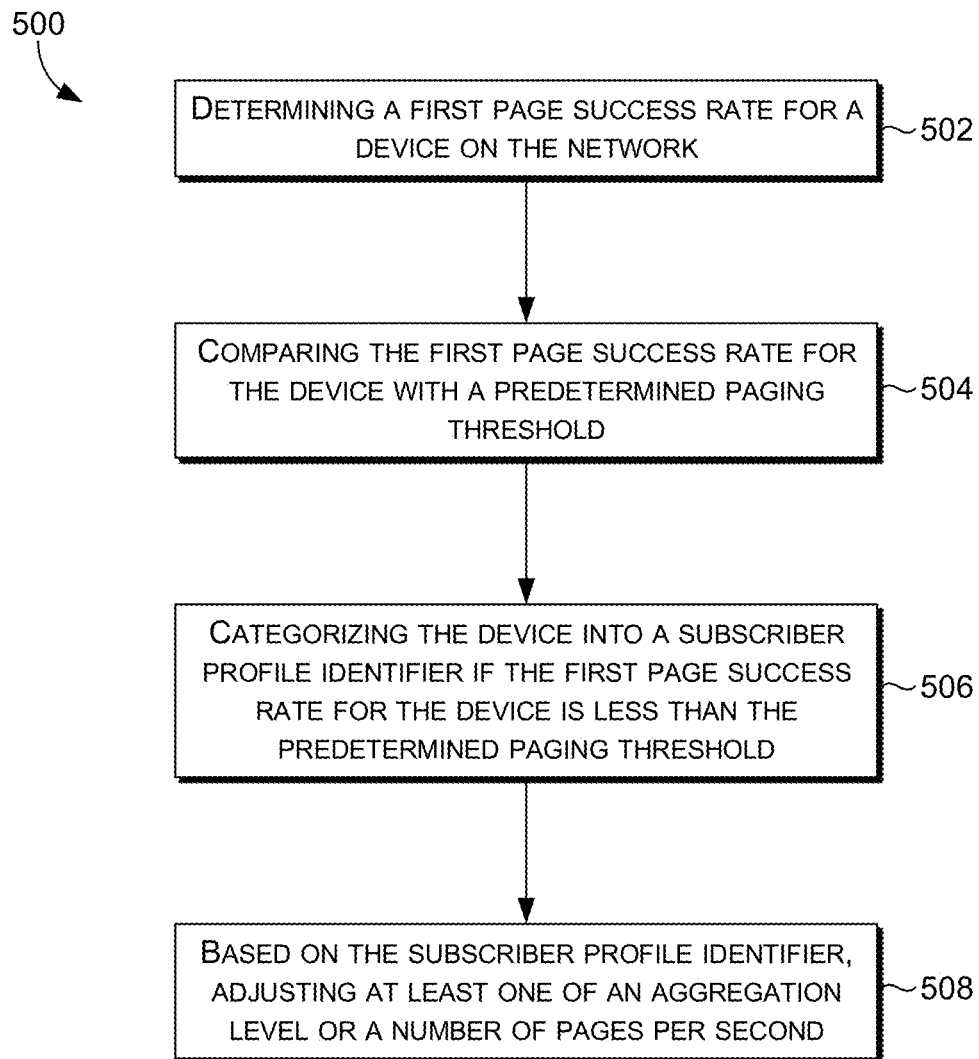 500
DETERMINING A FIRST PAGE SUCCESS RATE FOR A
DEVICE ON THE NETWORK
502
COMPARING THE FIRST PAGE SUCCESS RATE FOR
THE DEVICE WITH A PREDETERMINED PAGING
THRESHOLD
504
CATEGORIZING THE DEVICE INTO A SUBSCRIBER
PROFILE IDENTIFIER IF THE FIRST PAGE SUCCESS
RATE FOR THE DEVICE IS LESS THAN THE
PREDETERMINED PAGING THRESHOLD
506
BASED ON THE SUBSCRIBER PROFILE IDENTIFIER,
ADJUSTING AT LEAST ONE OF AN AGGREGATION
LEVEL OR A NUMBER OF PAGES PER SECOND
508